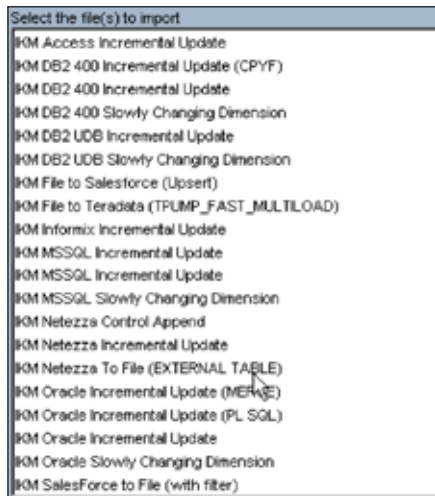 Select the file(s) to import
IKM Access Incremental Update
IKM DB2 400 Incremental Update (CPYF)
IKM DB2 400 Incremental Update
IKM DB2 400 Slowly Changing Dimension
IKM DB2 UDB Incremental Update
IKM DB2 UDB Slowly Changing Dimension
IKM File to Salesforce (Upsert)
IKM File to Teradata (TPUMP_FAST_MULTILOAD)
IKM Informix Incremental Update
IKM MSSQL Incremental Update
IKM MSSQL Incremental Update
IKM MSSQL Slowly Changing Dimension
IKM Netezza Control Append
IKM Netezza Incremental Update
IKM Netezza To File (EXTERNAL TABLE)
IKM Oracle Incremental Update (MERGE)
IKM Oracle Incremental Update (PL SQL)
IKM Oracle Incremental Update
IKM Oracle Slowly Changing Dimension
IKM SalesForce to File (with filter)